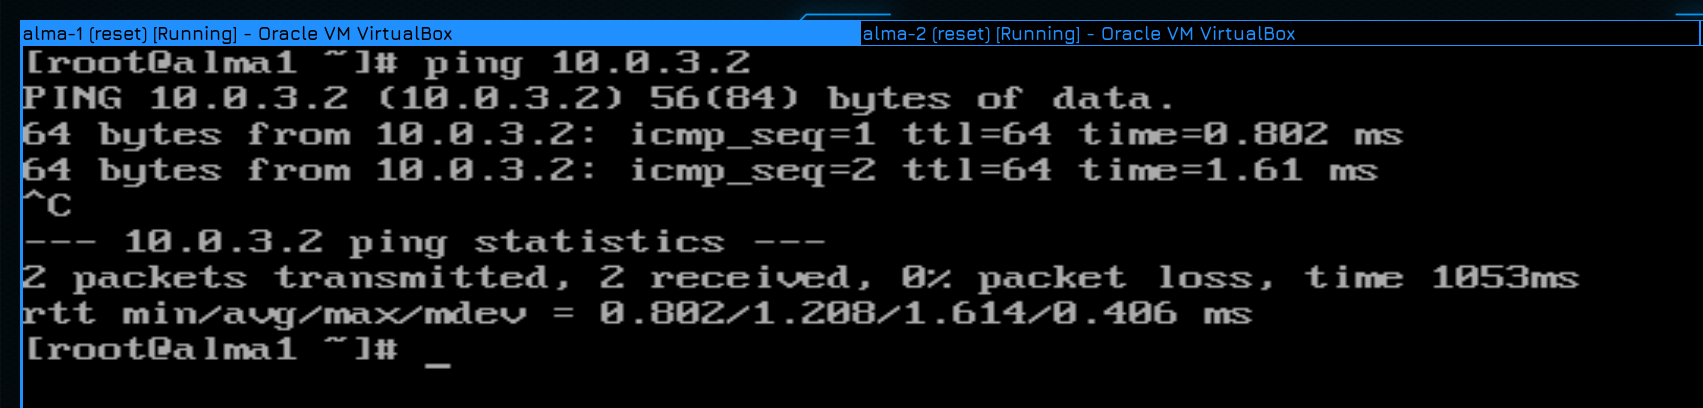 alma-1 (reset) [Running] - Oracle VM VirtualBox
alma-2 (reset) [Running] - Oracle VM VirtualBox
[root@alma1 ~]# ping 10.0.3.2
PING 10.0.3.2 (10.0.3.2) 56(84) bytes of data.
64 bytes from 10.0.3.2: icmp_seq=1 ttl=64 time=0.802 ms
64 bytes from 10.0.3.2: icmp_seq=2 ttl=64 time=1.61 ms
^C
--- 10.0.3.2 ping statistics ---
2 packets transmitted, 2 received, 0% packet loss, time 1053ms
rtt min/avg/max/mdev = 0.802/1.208/1.614/0.406 ms
[root@alma1 ~]# _